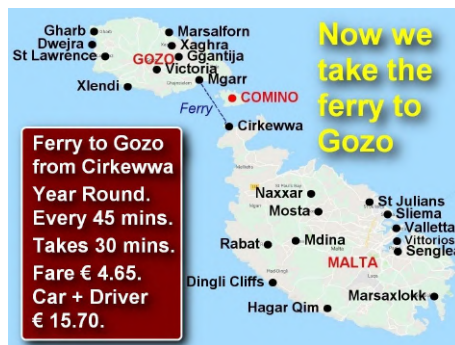 Gharb
Marsalforn
Dwejra
Xaghra
St Lawrence
Ggantija
GOZO
Victoria
Mgarr
Xlendi
COMINO
Ferry
Cirkewwa
Now we
take the
ferry to
Gozo
Ferry to Gozo
from Cirkewwa
Year Round.
Every 45 mins.
Takes 30 mins.
Fare € 4.65.
Car + Driver
€ 15.70.
Naxxar
St Julians
Mosta
Sliema
Valletta
Rabat
Mdina
Vittorios
MALTA
Senglea
Dingli Cliffs
Marsaxlokk
Hagar Qim